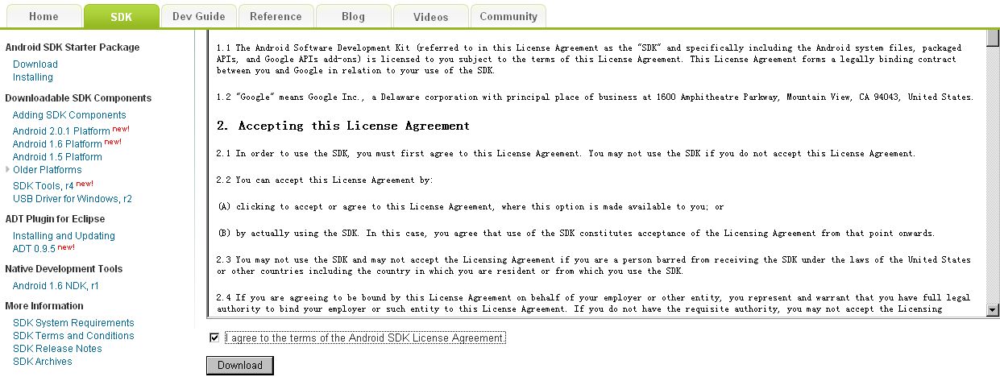 Home SDK Dev Guide Reference Blog Videos Community
Android SDK Starter Package
Download
Installing
Downloadable SDK Components
Adding SDK Components
Android 2.0.1 Platform new!
Android 1.6 Platform new!
Android 1.5 Platform
Older Platforms
SDK Tools, r4 new!
USB Driver for Windows, r2
ADT Plugin for Eclipse
Installing and Updating
ADT 0.9.5 new!
Native Development Tools
Android 1.6 NDK, r1
More Information
SDK System Requirements
SDK Terms and Conditions
SDK Release Notes
SDK Archives
1.1 The Android Software Development Kit (referred to in this License Agreement as the "SDK" and specifically including the Android system files, packaged
APIs, and Google APIs add-ons) is licensed to you subject to the terms of this License Agreement. This License Agreement forms a legally binding contract
between you and Google in relation to your use of the SDK.
1.2 "Google" means Google Inc., a Delaware corporation with principal place of business at 1600 Amphitheatre Parkway, Mountain View, CA 94043, United States.
2. Accepting this License Agreement
2.1 In order to use the SDK, you must first agree to this License Agreement. You may not use the SDK if you do not accept this License Agreement.
2.2 You can accept this License Agreement by:
(A) clicking to accept or agree to this License Agreement, where this option is made available to you; or
(B) by actually using the SDK. In this case, you agree that use of the SDK constitutes acceptance of the Licensing Agreement from that point onwards.
2.3 You may not use the SDK and may not accept the Licensing Agreement if you are a person barred from receiving the SDK under the laws of the United States
or other countries including the country in which you are resident or from which you use the SDK.
2.4 If you are agreeing to be bound by this License Agreement on behalf of your employer or other entity, you represent and warrant that you have full legal
authority to bind your employer or such entity to this License Agreement. If you do not have the requisite authority, you may not accept the Licensing
I agree to the terms of the Android SDK License Agreement.
Download